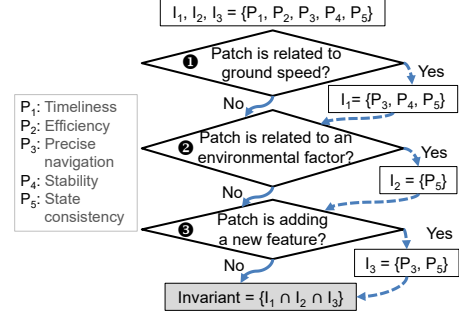 I₁, I₂, I₃ = {P₁, P₂, P₃, P₄, P₅}
❶ Patch is related to
ground speed?
Yes
No
I₁= {P₃, P₄, P₅}
P₁: Timeliness
P₂: Efficiency
P₃: Precise
navigation
P₄: Stability
P₅: State
consistency
❷ Patch is related to an
environmental factor?
Yes
No
I₂ = {P₅}
❸ Patch is adding
a new feature?
Yes
No
I₃ = {P₃, P₅}
Invariant = {I₁ ∩ I₂ ∩ I₃}